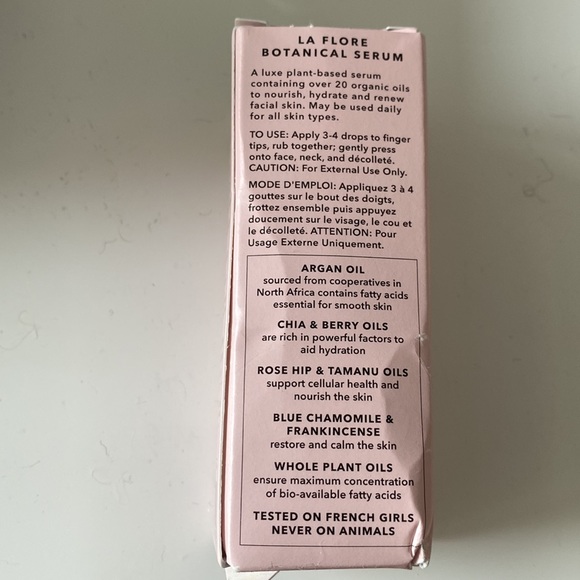 LA FLORE
BOTANICAL SERUM
A luxe plant-based serum
containing over 20 organic oils
to nourish, hydrate and renew
facial skin. May be used daily
for all skin types.
TO USE: Apply 3-4 drops to finger
tips, rub together; gently press
onto face, neck, and décolleté.
CAUTION: For External Use Only.
MODE D'EMPLOI: Appliquez 3 à 4
gouttes sur le bout des doigts,
frottez ensemble puis appuyez
doucement sur le visage, le cou et
le décolleté. ATTENTION: Pour
Usage Externe Uniquement.
ARGAN OIL
sourced from cooperatives in
North Africa contains fatty acids
essential for smooth skin
CHIA & BERRY OILS
are rich in powerful factors to
aid hydration
ROSE HIP & TAMANU OILS
support cellular health and
nourish the skin
BLUE CHAMOMILE &
FRANKINCENSE
restore and calm the skin
WHOLE PLANT OILS
ensure maximum concentration
of bio-available fatty acids
TESTED ON FRENCH GIRLS
NEVER ON ANIMALS